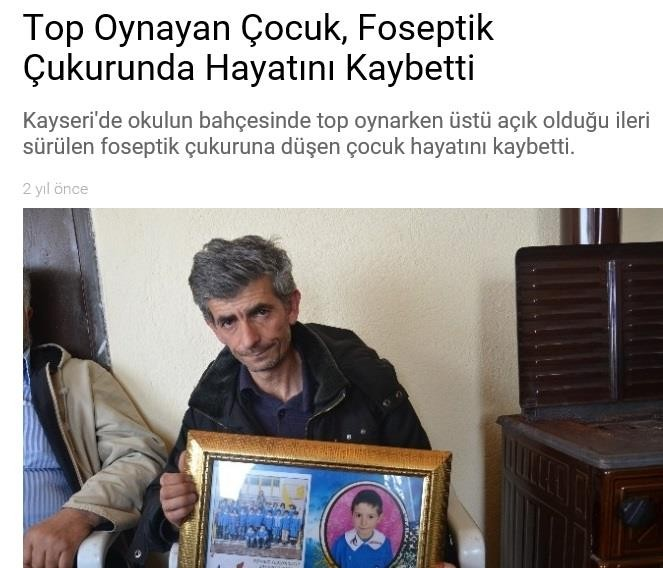 Top Oynayan Çocuk, Foseptik
Çukurunda Hayatını Kaybetti
Kayseri'de okulun bahçesinde top oynarken üstü açık olduğu ileri
sürülen foseptik çukuruna düşen çocuk hayatını kaybetti.
2 yıl önce